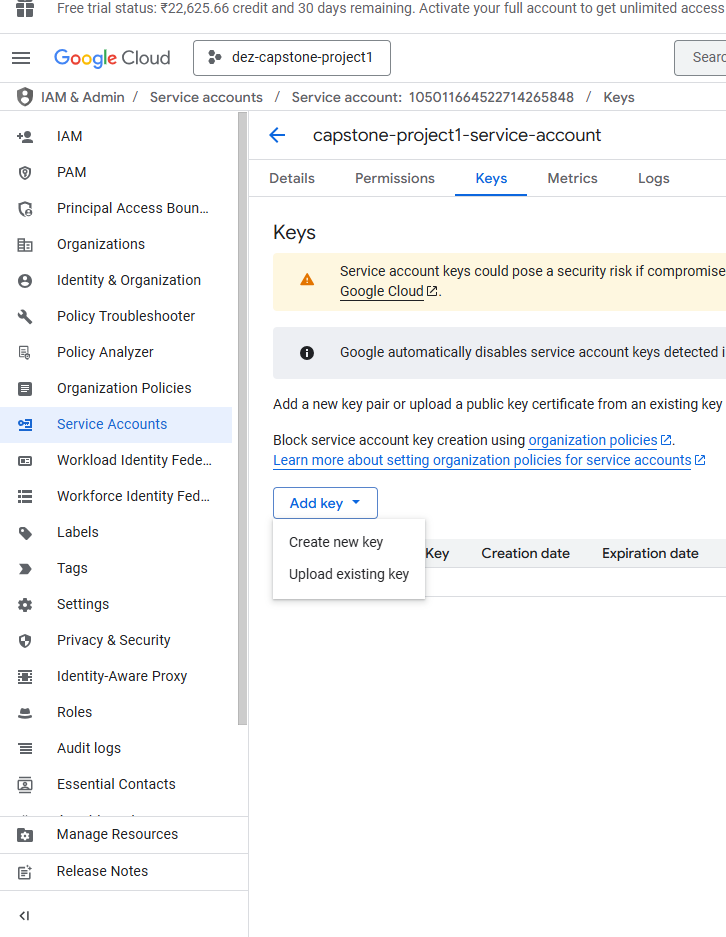 Free trial status: ₹22,625.66 credit and 30 days remaining. Activate your full account to get unlimited access
Google Cloud
dez-capstone-project1
Searc
IAM & Admin / Service accounts / Service account: 105011664522714265848 / Keys
IAM
PAM
Principal Access Boun...
Organizations
Identity & Organization
Policy Troubleshooter
Policy Analyzer
Organization Policies
Service Accounts
Workload Identity Fede...
Workforce Identity Fed...
Labels
Tags
Settings
Privacy & Security
Identity-Aware Proxy
Roles
Audit logs
Essential Contacts
Manage Resources
Release Notes
capstone-project1-service-account
Details Permissions Keys Metrics Logs
Keys
Service account keys could pose a security risk if compromise
Google Cloud.
Google automatically disables service account keys detected i
Add a new key pair or upload a public key certificate from an existing key
Block service account key creation using organization policies.
Learn more about setting organization policies for service accounts
Add key
Create new key
Upload existing key
Key Creation date Expiration date